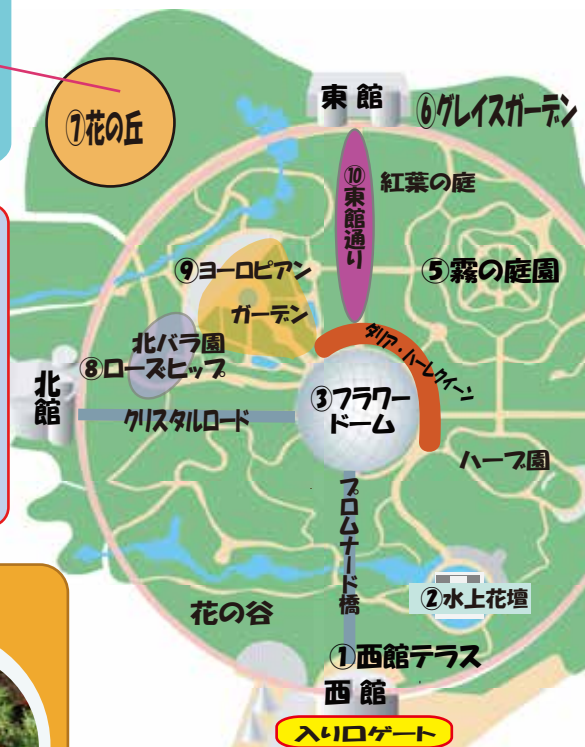 東館
⑥グレイスガーデン
⑦花の丘
⑩東館通り
紅葉の庭
⑨ヨーロピアン
ガーデン
⑤霧の庭園
北バラ園
⑧ローズヒップ
ダリア・ハーレクイーン
北館
③フラワー
ドーム
クリスタルロード
ハーブ園
プロムナード橋
②水上花壇
花の谷
①西館テラス
西館
入り口ゲート